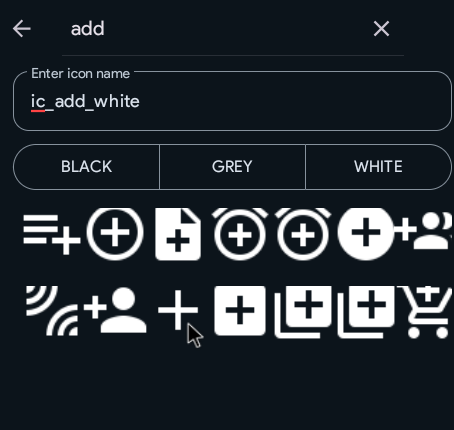 add
Enter icon name
ic_add_white
BLACK
GREY
WHITE